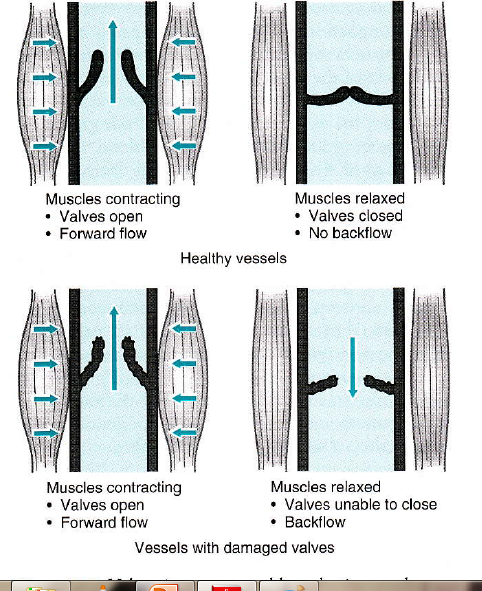 Muscles contracting
• Valves open
• Forward flow
Muscles relaxed
• Valves closed
• No backflow
Healthy vessels
Muscles contracting
• Valves open
• Forward flow
Muscles relaxed
• Valves unable to close
• Backflow
Vessels with damaged valves